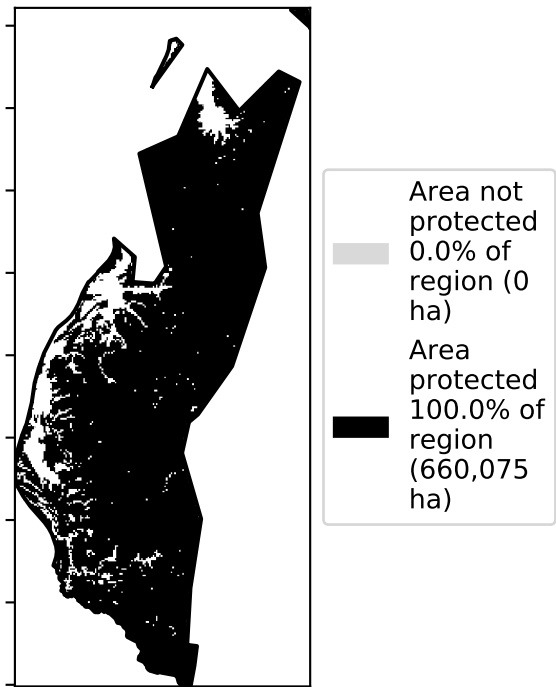 Area not
protected
0.0% of
region (0
ha)
Area
protected
100.0% of
region
(660,075
ha)